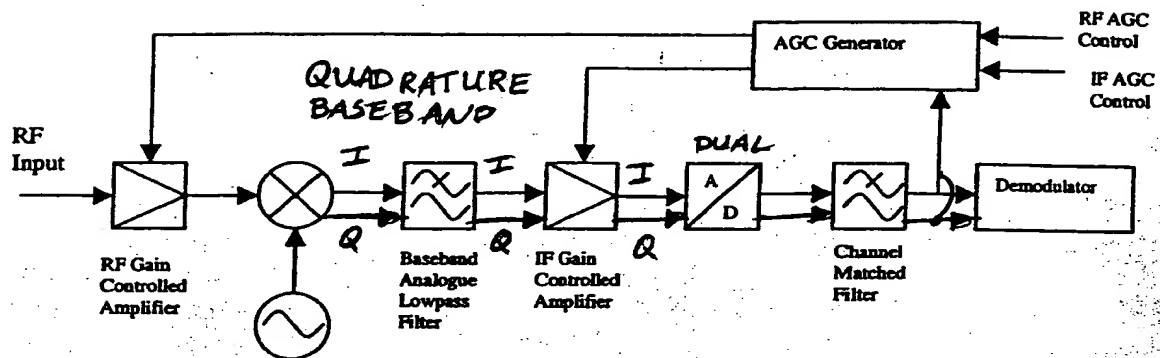 RF AGC
Control
AGC Generator
IF AGC
Control
QUADRATURE
BASEBAND
RF
Input
I
I
I
DUAL
A
D
Demodulator
Q
Q
Q
RF Gain
Controlled
Amplifier
Baseband
Analogue
Lowpass
Filter
IF Gain
Controlled
Amplifier
Channel
Matched
Filter